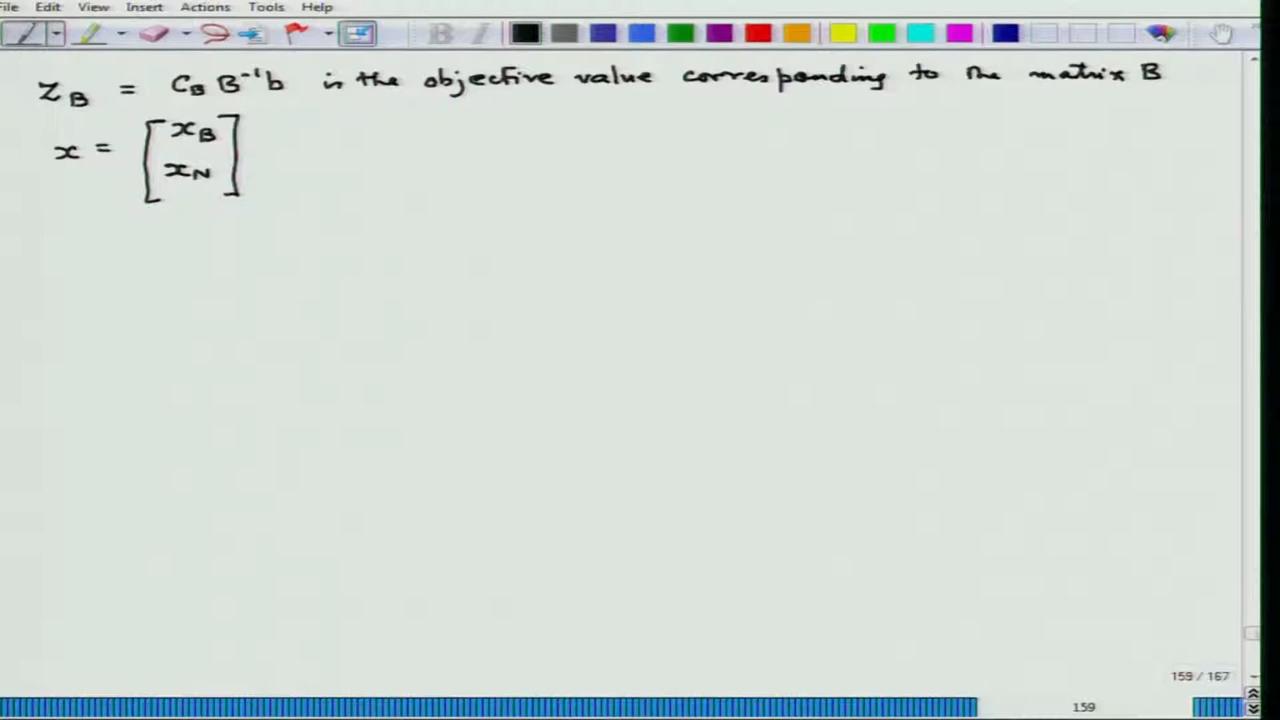 File Edit View Insert Actions Tools Help
B I
Z_B = C_B B⁻¹b is the objective value corresponding to the matrix B
x = [ x_B
x_N ]
159 / 167
159